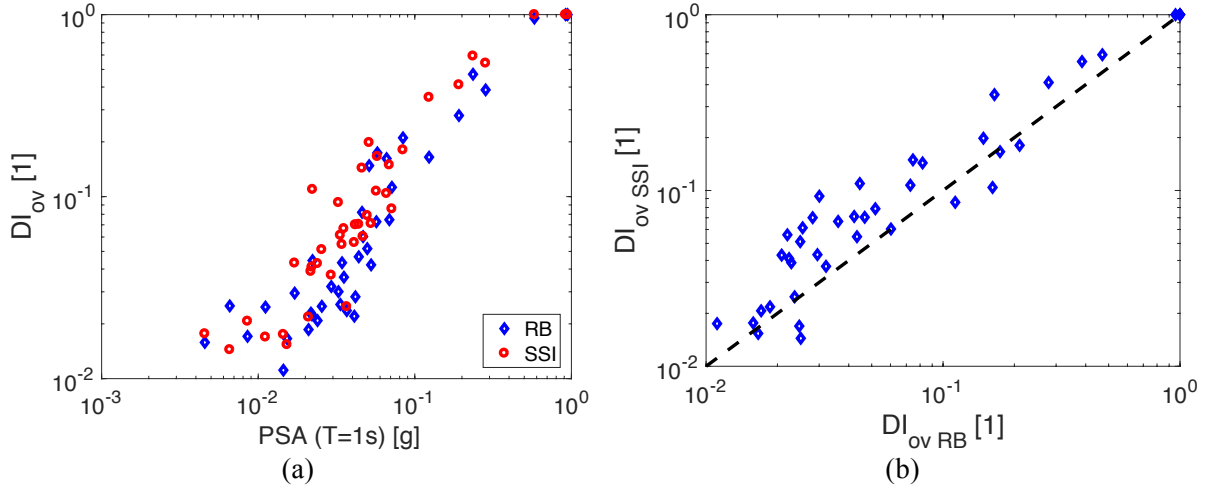 10^0
10^-1
10^-2
DI_ov [1]
RB
SSI
10^-3
10^-2
10^-1
10^0
PSA (T=1s) [g]
(a)
10^0
10^-1
10^-2
DI_ov SSI [1]
10^-2
10^-1
10^0
DI_ov RB [1]
(b)